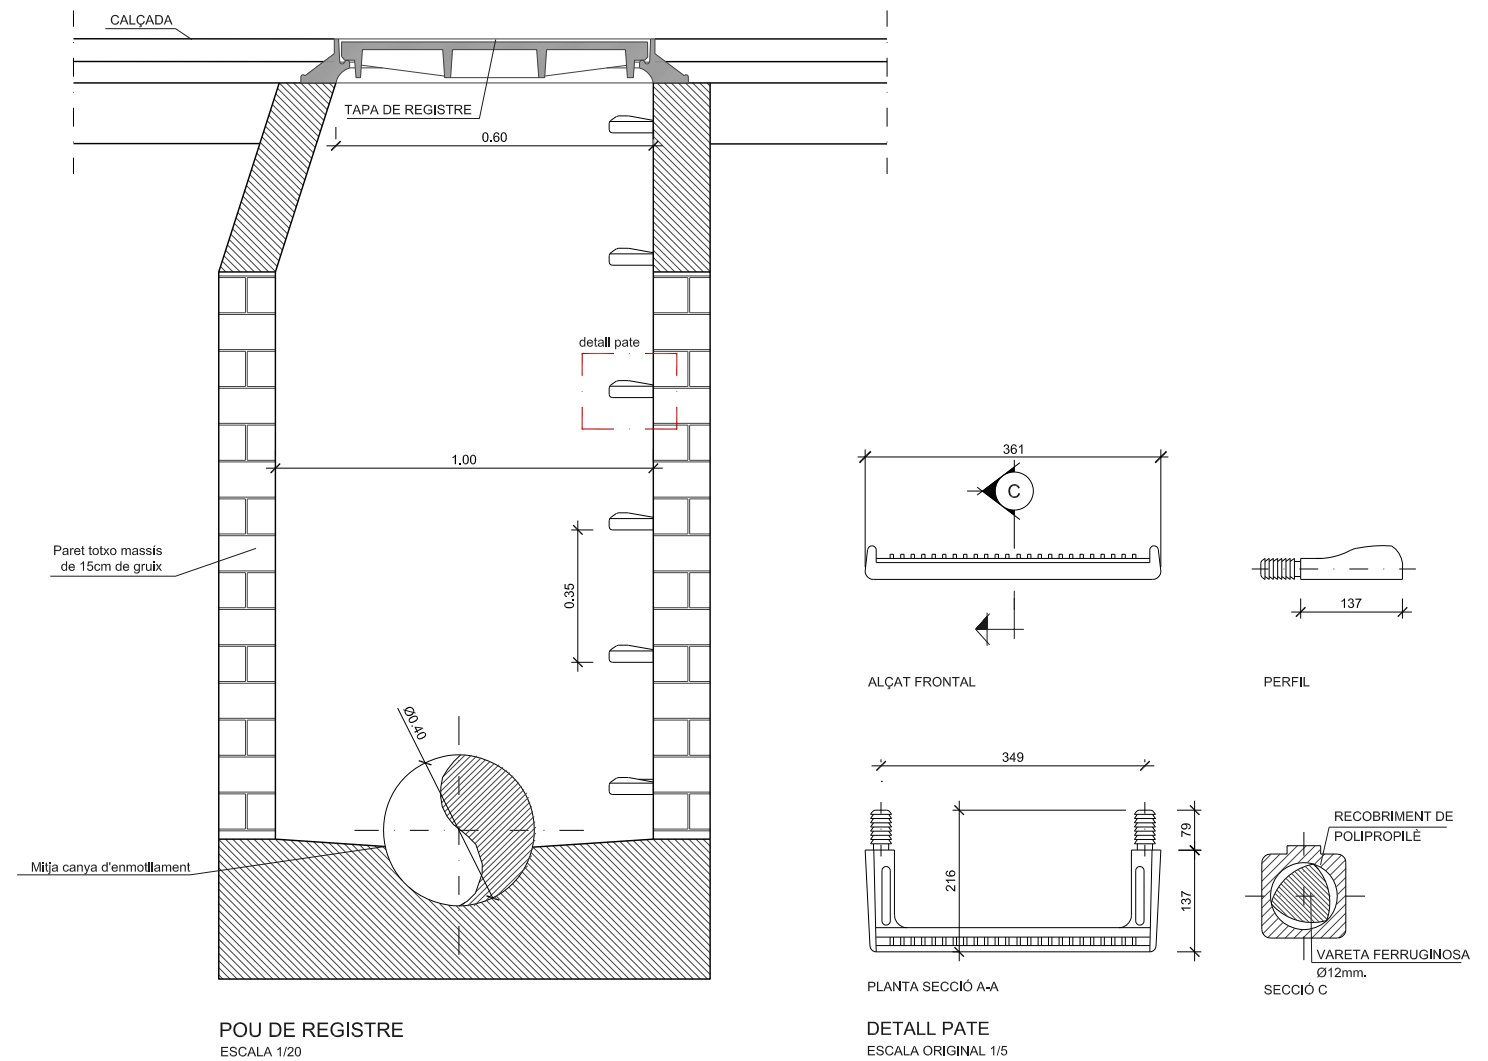 CALÇADA
TAPA DE REGISTRE
0.60
detall pate
1.00
Paret totxo massís
de 15cm de gruix
0.35
Ø0.40
Mitja canya d'enmotllament
POU DE REGISTRE
ESCALA 1/20
361
C
ALÇAT FRONTAL
137
PERFIL
349
216
79
137
PLANTA SECCIÓ A-A
RECOBRIMENT DE
POLIPROPILÈ
VARETA FERRUGINOSA
Ø12mm.
SECCIÓ C
DETALL PATE
ESCALA ORIGINAL 1/5